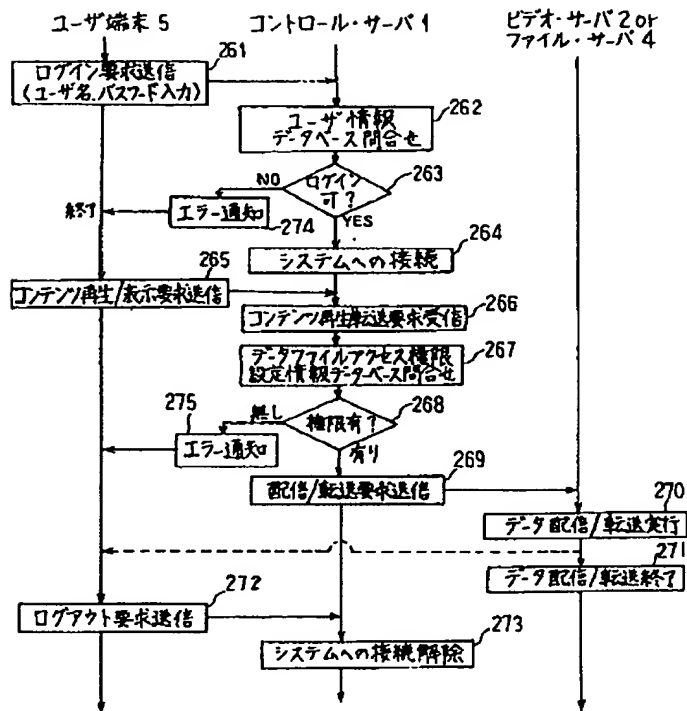 ユーザ端末 5
コントロール・サーバ 1
ビデオ・サーバ 2 or
ファイル・サーバ 4
261
ログイン要求送信
(ユーザ名、パスワード入力)
262
ユーザ情報
データベース問合せ
263
ログイン
可?
NO
YES
エラー通知
274
終了
264
システムへの接続
265
コンテンツ再生/表示要求送信
266
コンテンツ再生転送要求受信
267
データファイルアクセス権限
設定情報データベース問合せ
268
権限有?
無し
有り
275
エラー通知
269
配信/転送要求送信
270
データ配信/転送実行
271
データ配信/転送終了
272
ログアウト要求送信
273
システムへの接続解除